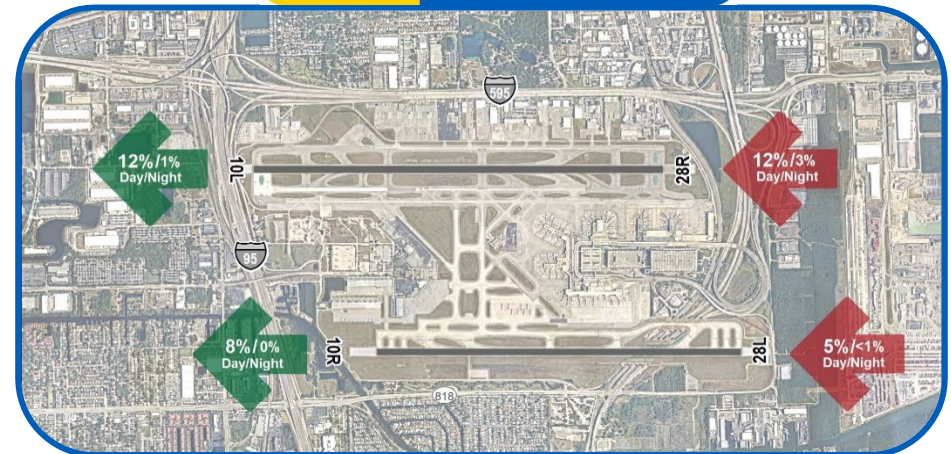 595
12%/1%
Day/Night
10L
28R
12%/3%
Day/Night
95
8%/0%
Day/Night
10R
28L
5%/<1%
Day/Night
818